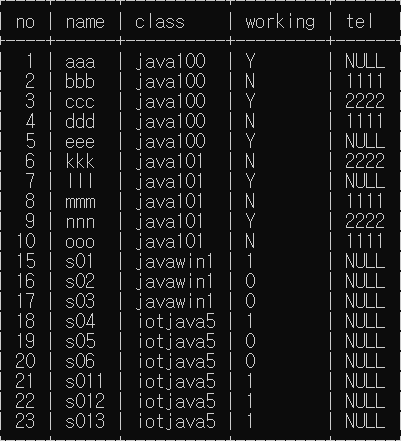 no | name | class | working | tel
1 | aaa | java100 | Y | NULL
2 | bbb | java100 | N | 1111
3 | ccc | java100 | Y | 2222
4 | ddd | java100 | N | 1111
5 | eee | java100 | Y | NULL
6 | kkk | java101 | N | 2222
7 | lll | java101 | Y | NULL
8 | mmm | java101 | N | 1111
9 | nnn | java101 | Y | 2222
10 | ooo | java101 | N | 1111
15 | s01 | javawin1 | 1 | NULL
16 | s02 | javawin1 | 0 | NULL
17 | s03 | javawin1 | 0 | NULL
18 | s04 | iotjava5 | 1 | NULL
19 | s05 | iotjava5 | 0 | NULL
20 | s06 | iotjava5 | 0 | NULL
21 | s011 | iotjava5 | 1 | NULL
22 | s012 | iotjava5 | 1 | NULL
23 | s013 | iotjava5 | 1 | NULL